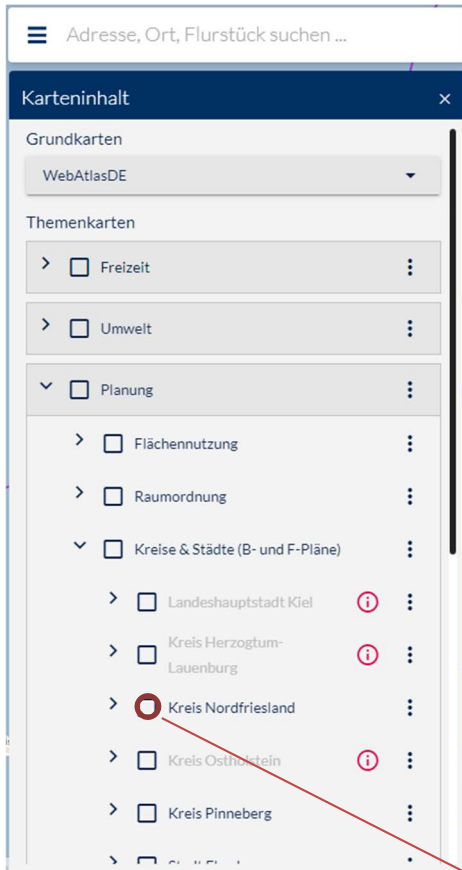 Adresse, Ort, Flurstück suchen ...
Karteninhalt
Grundkarten
WebAtlasDE
Themenkarten
Freizeit
Umwelt
Planung
Flächennutzung
Raumordnung
Kreise & Städte (B- und F-Pläne)
Landeshauptstadt Kiel
Kreis Herzogtum-
Lauenburg
Kreis Nordfriesland
Kreis Ostholstein
Kreis Pinneberg